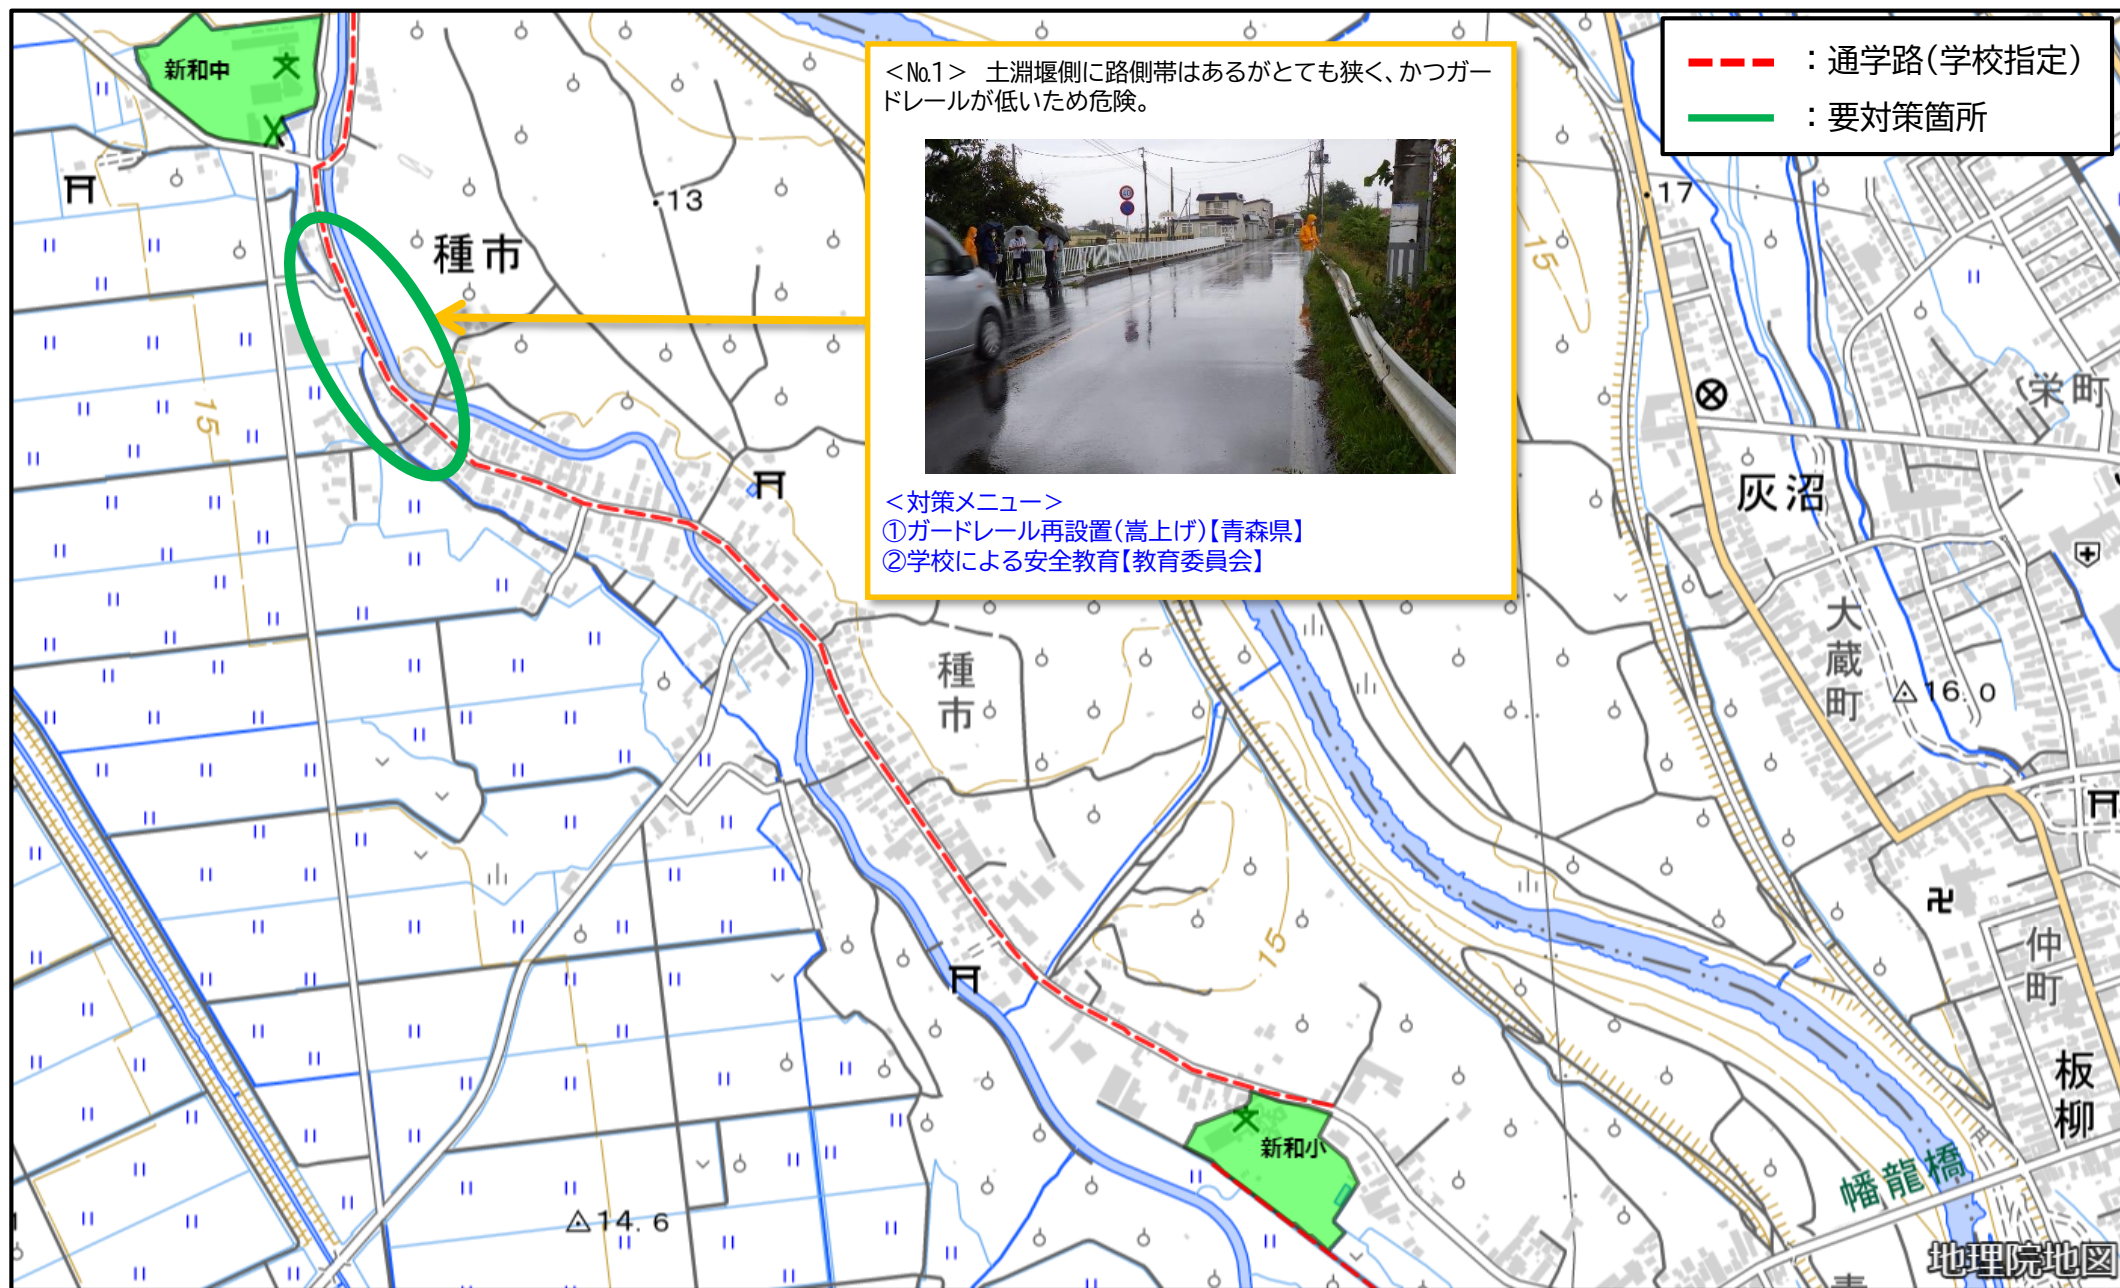 新和中
種市
13
＜№1＞　土淵堰側に路側帯はあるがとても狭く、かつガー
ドレールが低いため危険。
＜対策メニュー＞
①ガードレール再設置(嵩上げ)【青森県】
②学校による安全教育【教育委員会】
：通学路(学校指定)
：要対策箇所
17
15
栄町
灰沼
15
大蔵町
16.0
種市
15
仲町
板柳
新和小
幡龍橋
14.6
地理院地図